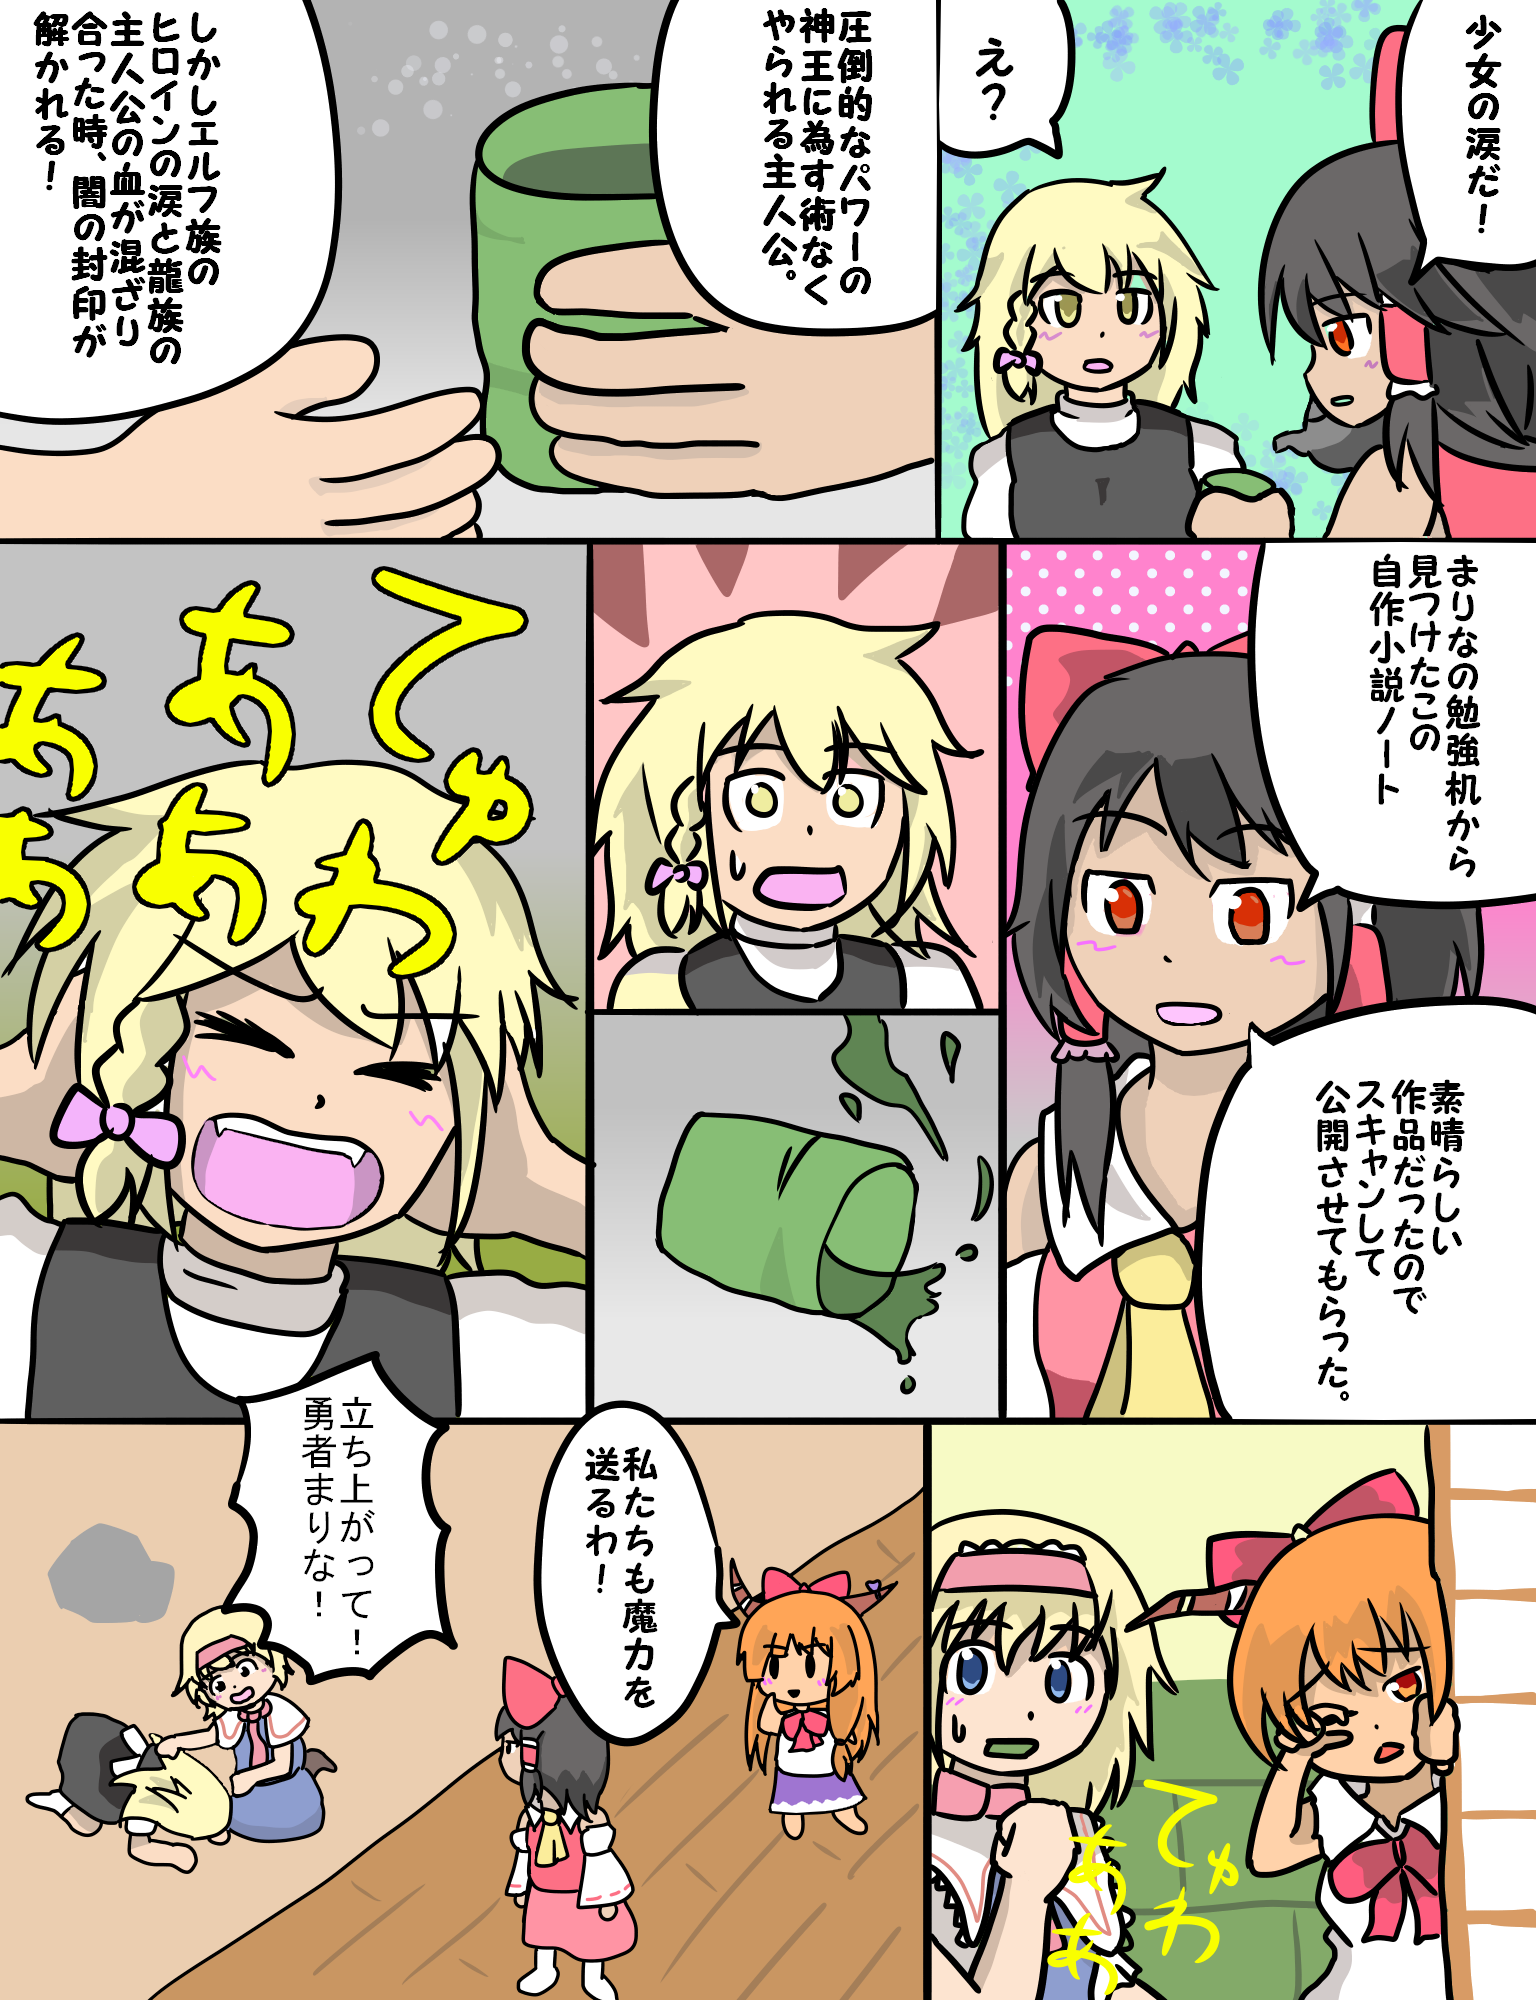 少女の涙だ！
え？
圧倒的なパワーの
神王に為す術なく
やられる主人公。
しかしエルフ族の
ヒロインの涙と龍族の
主人公の血が混ざり
合った時、闇の封印が
解かれる！
まりなの勉強机から
見つけたこの
自作小説ノート
素晴らしい
作品だったので
スキャンして
公開させてもらった。
てゅわ
ああ
ああ
てゅわ
ああ
私たちも魔力を
送るわ！
立ち上がって！
勇者まりな！